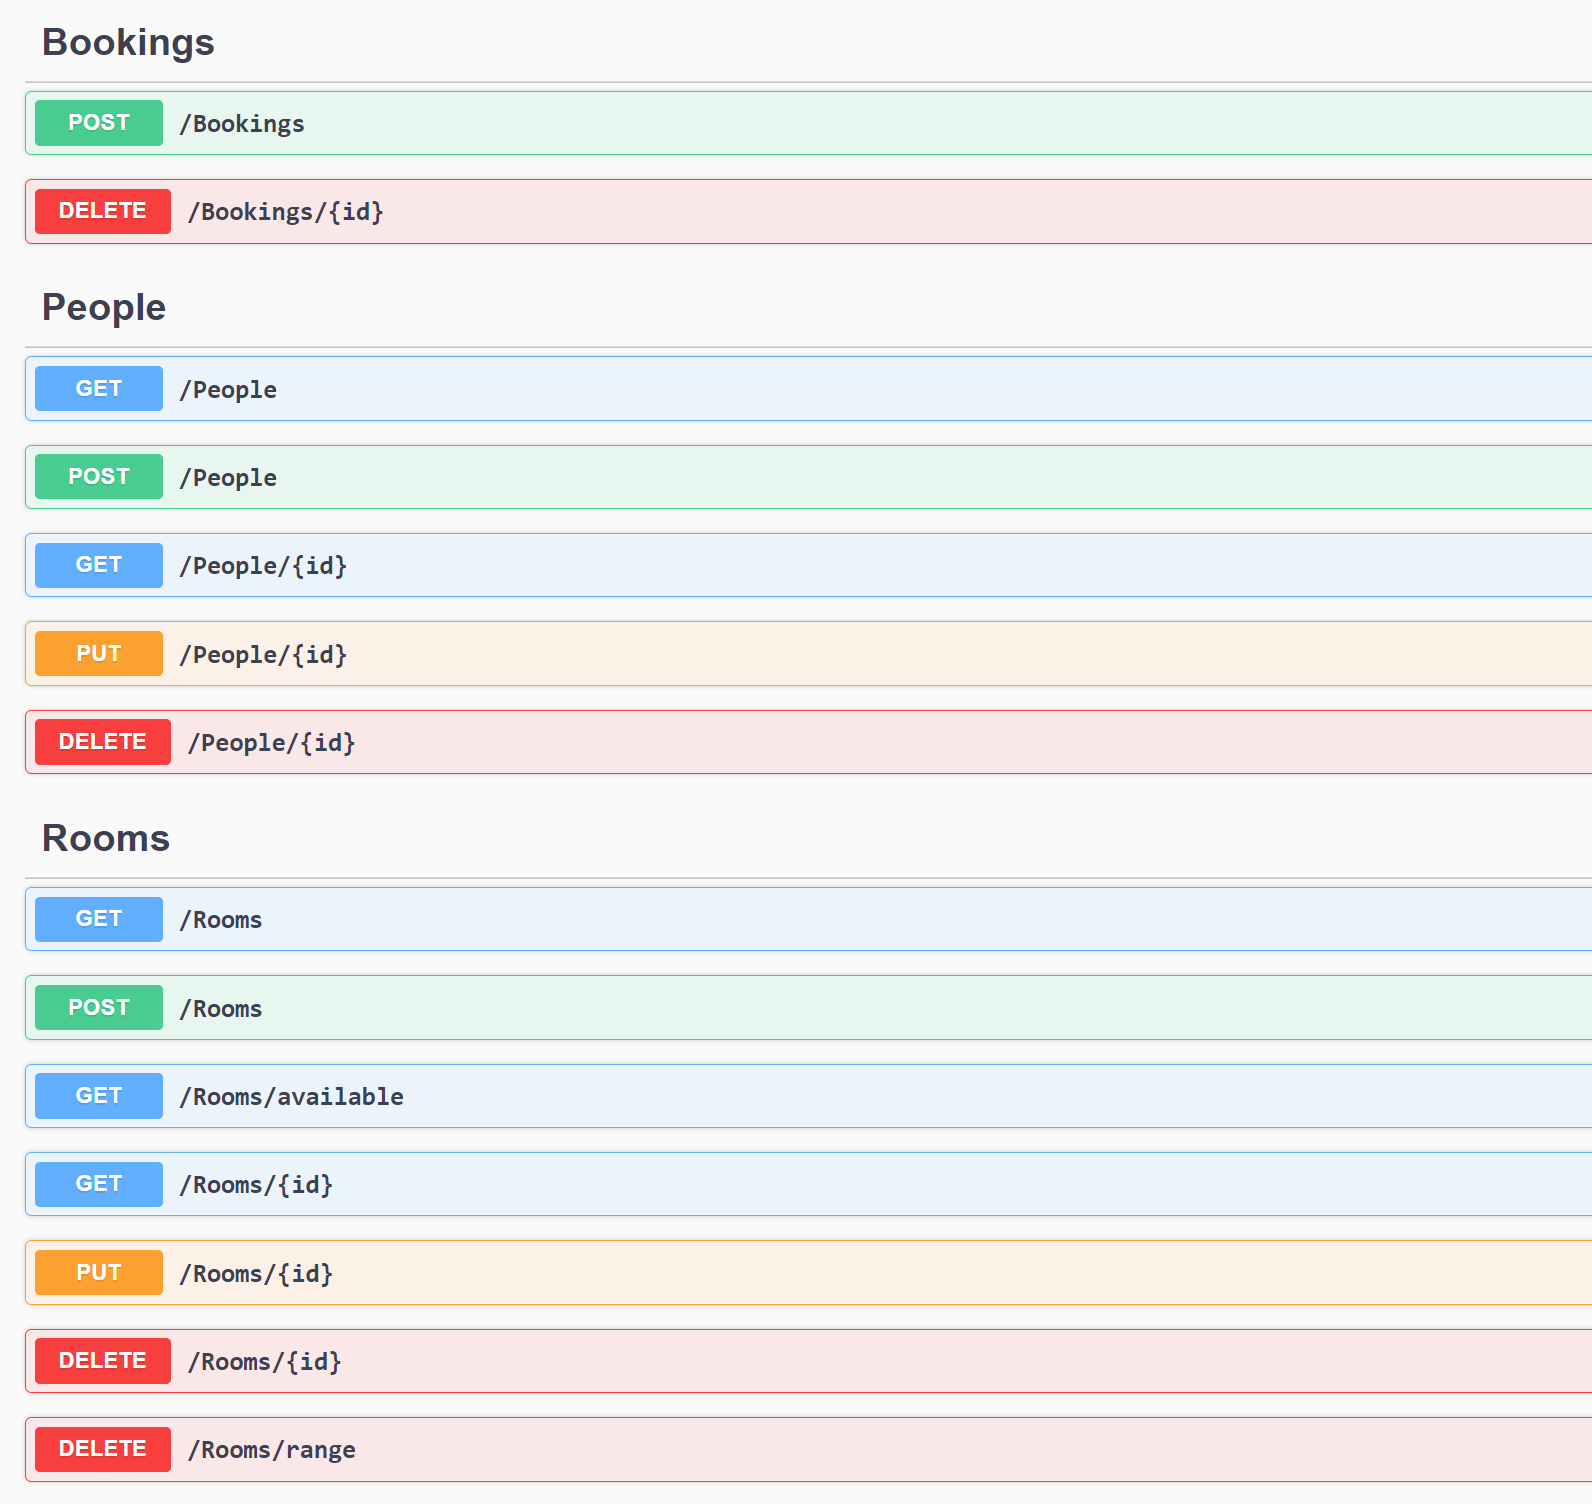 Bookings
POST /Bookings
DELETE /Bookings/{id}
People
GET /People
POST /People
GET /People/{id}
PUT /People/{id}
DELETE /People/{id}
Rooms
GET /Rooms
POST /Rooms
GET /Rooms/available
GET /Rooms/{id}
PUT /Rooms/{id}
DELETE /Rooms/{id}
DELETE /Rooms/range